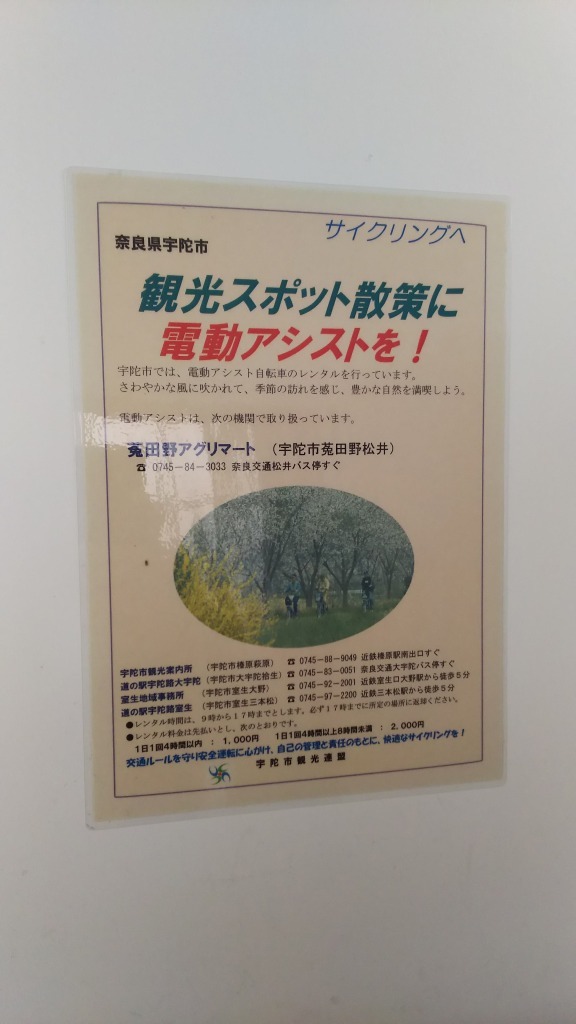 サイクリングへ
奈良県宇陀市
観光スポット散策に
電動アシストを！
宇陀市では、電動アシスト自転車のレンタルを行っています。
さわやかな風に吹かれて、季節の訪れを感じ、豊かな自然を満喫しよう。
電動アシストは、次の機関で取り扱っています。
菟田野アグリマート （宇陀市菟田野松井）
☎ 0745－84－3033 奈良交通松井バス停すぐ
宇陀市観光案内所 （宇陀市榛原萩原） ☎ 0745－88－9049 近鉄榛原駅南出口すぐ
道の駅宇陀路大宇陀 （宇陀市大宇陀拾生） ☎ 0745－83－0051 奈良交通大宇陀バス停すぐ
室生地域事務所 （宇陀市室生大野） ☎ 0745－92－2001 近鉄室生口大野駅から徒歩５分
道の駅宇陀路室生 （宇陀市室生三本松） ☎ 0745－97－2200 近鉄三本松駅から徒歩５分
●レンタル時間は、９時から１７時までとします。必ず１７時までに所定の場所に返却ください。
●レンタル料金は先払いとし、次のとおりです。
1日1回4時間以内 ： 1,000円 1日1回4時間以上8時間未満 ： 2,000円
交通ルールを守り安全運転に心がけ、自己の管理と責任のもとに、快適なサイクリングを！
宇陀市観光連盟